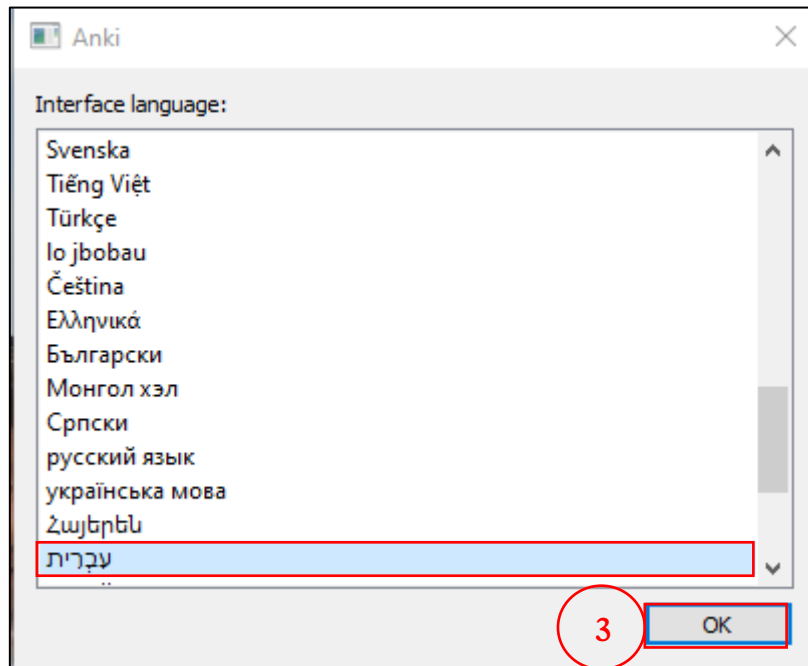 Anki
Interface language:
Svenska
Tiếng Việt
Türkçe
lo jbobau
Čeština
Ελληνικά
Български
Монгол хэл
Српски
русский язык
українська мова
Հայերեն
עִבְרִית
3
OK